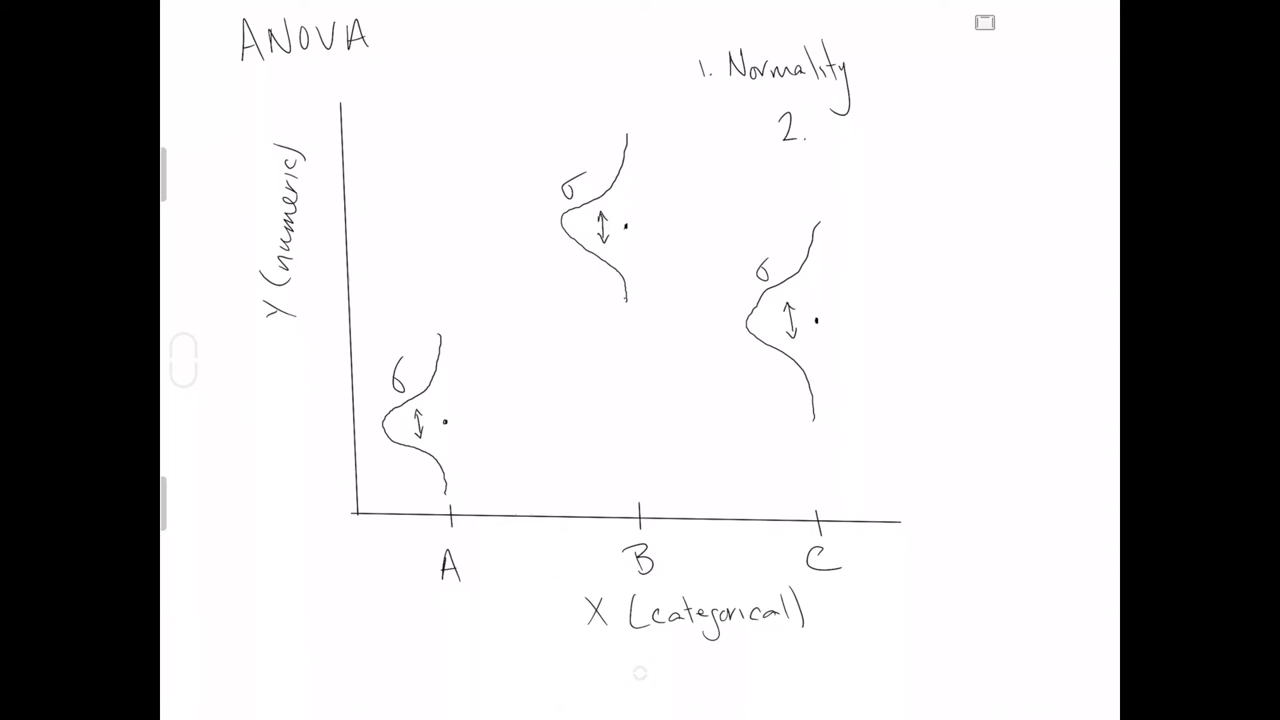 ANOVA
1. Normality
2.
Y (numeric)
σ
σ
σ
A B C
X (categorical)